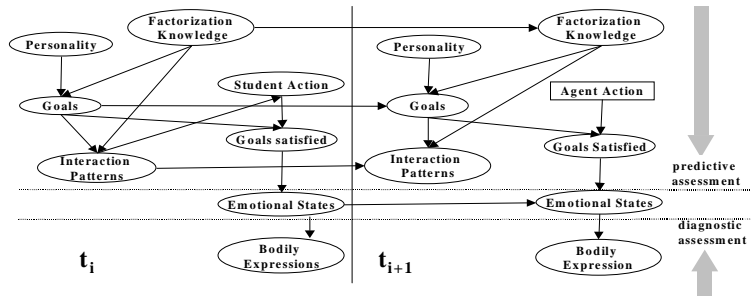 Factorization
Knowledge
Personality
Student Action
Goals
Goals satisfied
Interaction
Patterns
Emotional States
Bodily
Expressions
t i
Factorization
Knowledge
Personality
Agent Action
Goals
Goals Satisfied
Interaction
Patterns
Emotional States
Bodily
Expression
t i+1
predictive
assessment
diagnostic
assessment